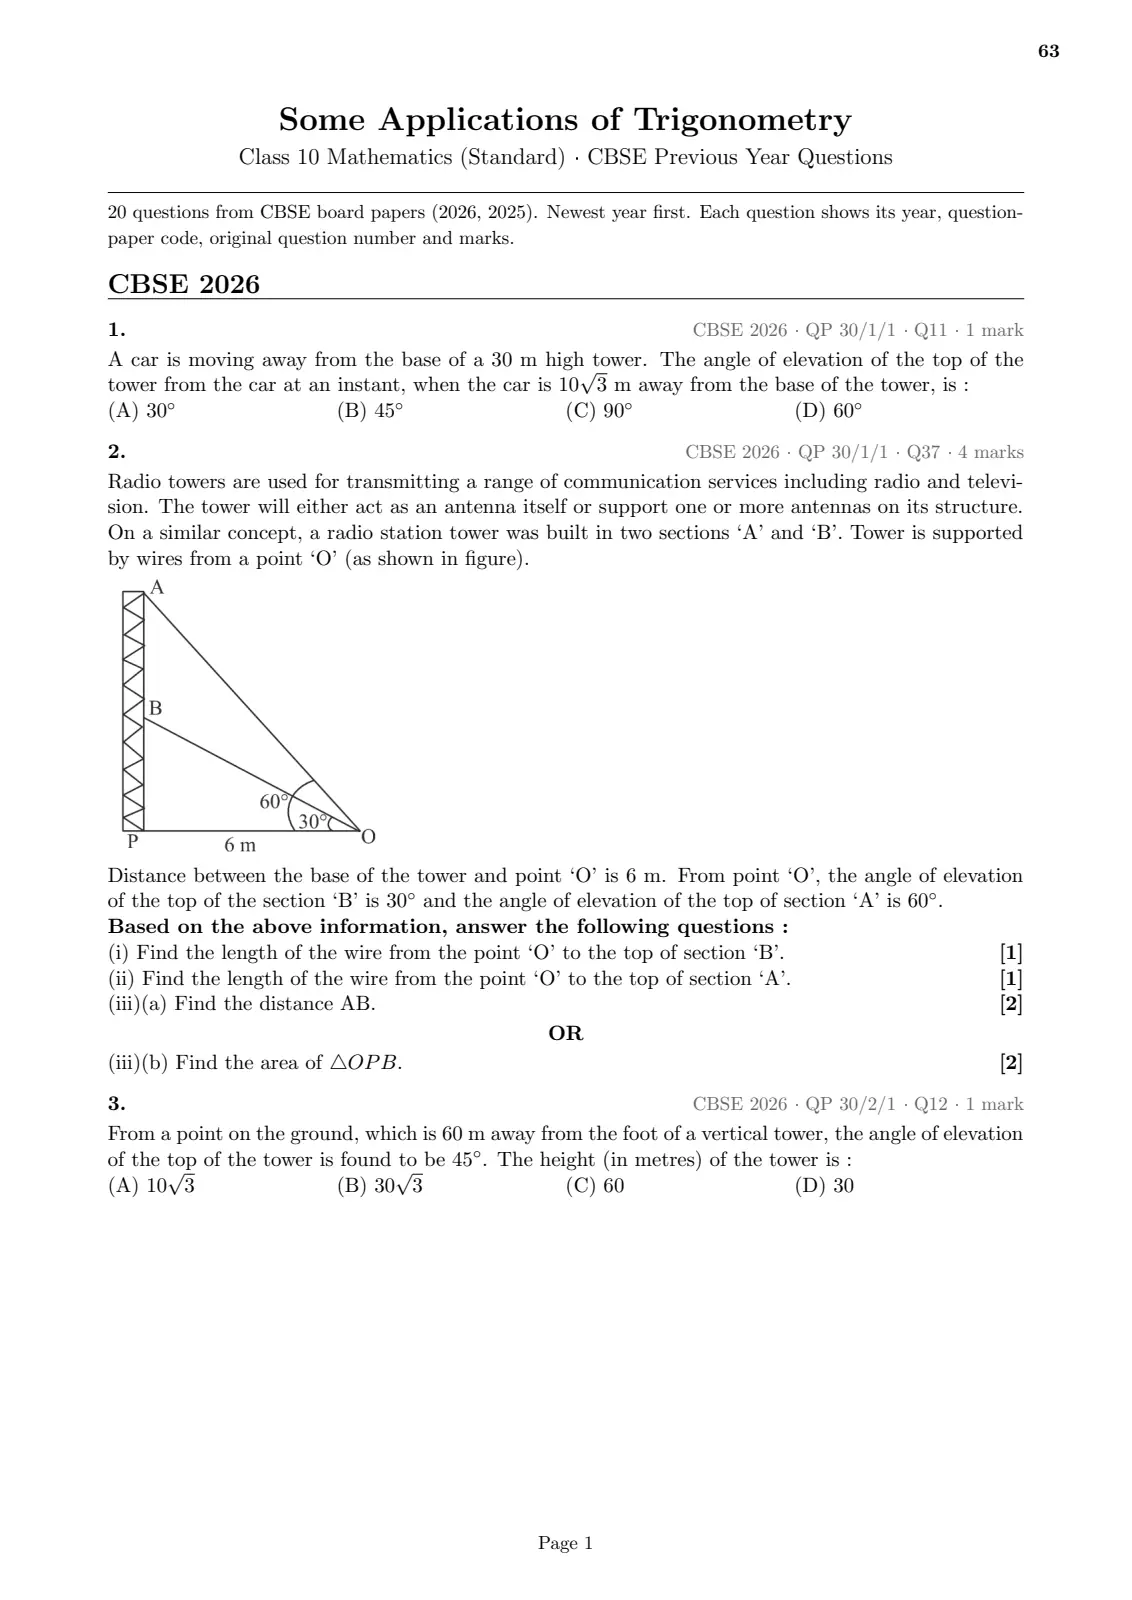 63
Some Applications of Trigonometry
Class 10 Mathematics (Standard) · CBSE Previous Year Questions
20 questions from CBSE board papers (2026, 2025). Newest year first. Each question shows its year, question-
paper code, original question number and marks.
CBSE 2026
1. CBSE 2026 · QP 30/1/1 · Q11 · 1 mark
A car is moving away from the base of a 30 m high tower. The angle of elevation of the top of the
tower from the car at an instant, when the car is 10√3 m away from the base of the tower, is :
(A) 30° (B) 45° (C) 90° (D) 60°
2. CBSE 2026 · QP 30/1/1 · Q37 · 4 marks
Radio towers are used for transmitting a range of communication services including radio and televi-
sion. The tower will either act as an antenna itself or support one or more antennas on its structure.
On a similar concept, a radio station tower was built in two sections ‘A’ and ‘B’. Tower is supported
by wires from a point ‘O’ (as shown in figure).
A
B
60°
30°
P
O
6 m
Distance between the base of the tower and point ‘O’ is 6 m. From point ‘O’, the angle of elevation
of the top of the section ‘B’ is 30° and the angle of elevation of the top of section ‘A’ is 60°.
Based on the above information, answer the following questions :
(i) Find the length of the wire from the point ‘O’ to the top of section ‘B’. [1]
(ii) Find the length of the wire from the point ‘O’ to the top of section ‘A’. [1]
(iii)(a) Find the distance AB. [2]
OR
(iii)(b) Find the area of △OPB. [2]
3. CBSE 2026 · QP 30/2/1 · Q12 · 1 mark
From a point on the ground, which is 60 m away from the foot of a vertical tower, the angle of elevation
of the top of the tower is found to be 45°. The height (in metres) of the tower is :
(A) 10√3 (B) 30√3 (C) 60 (D) 30
Page 1